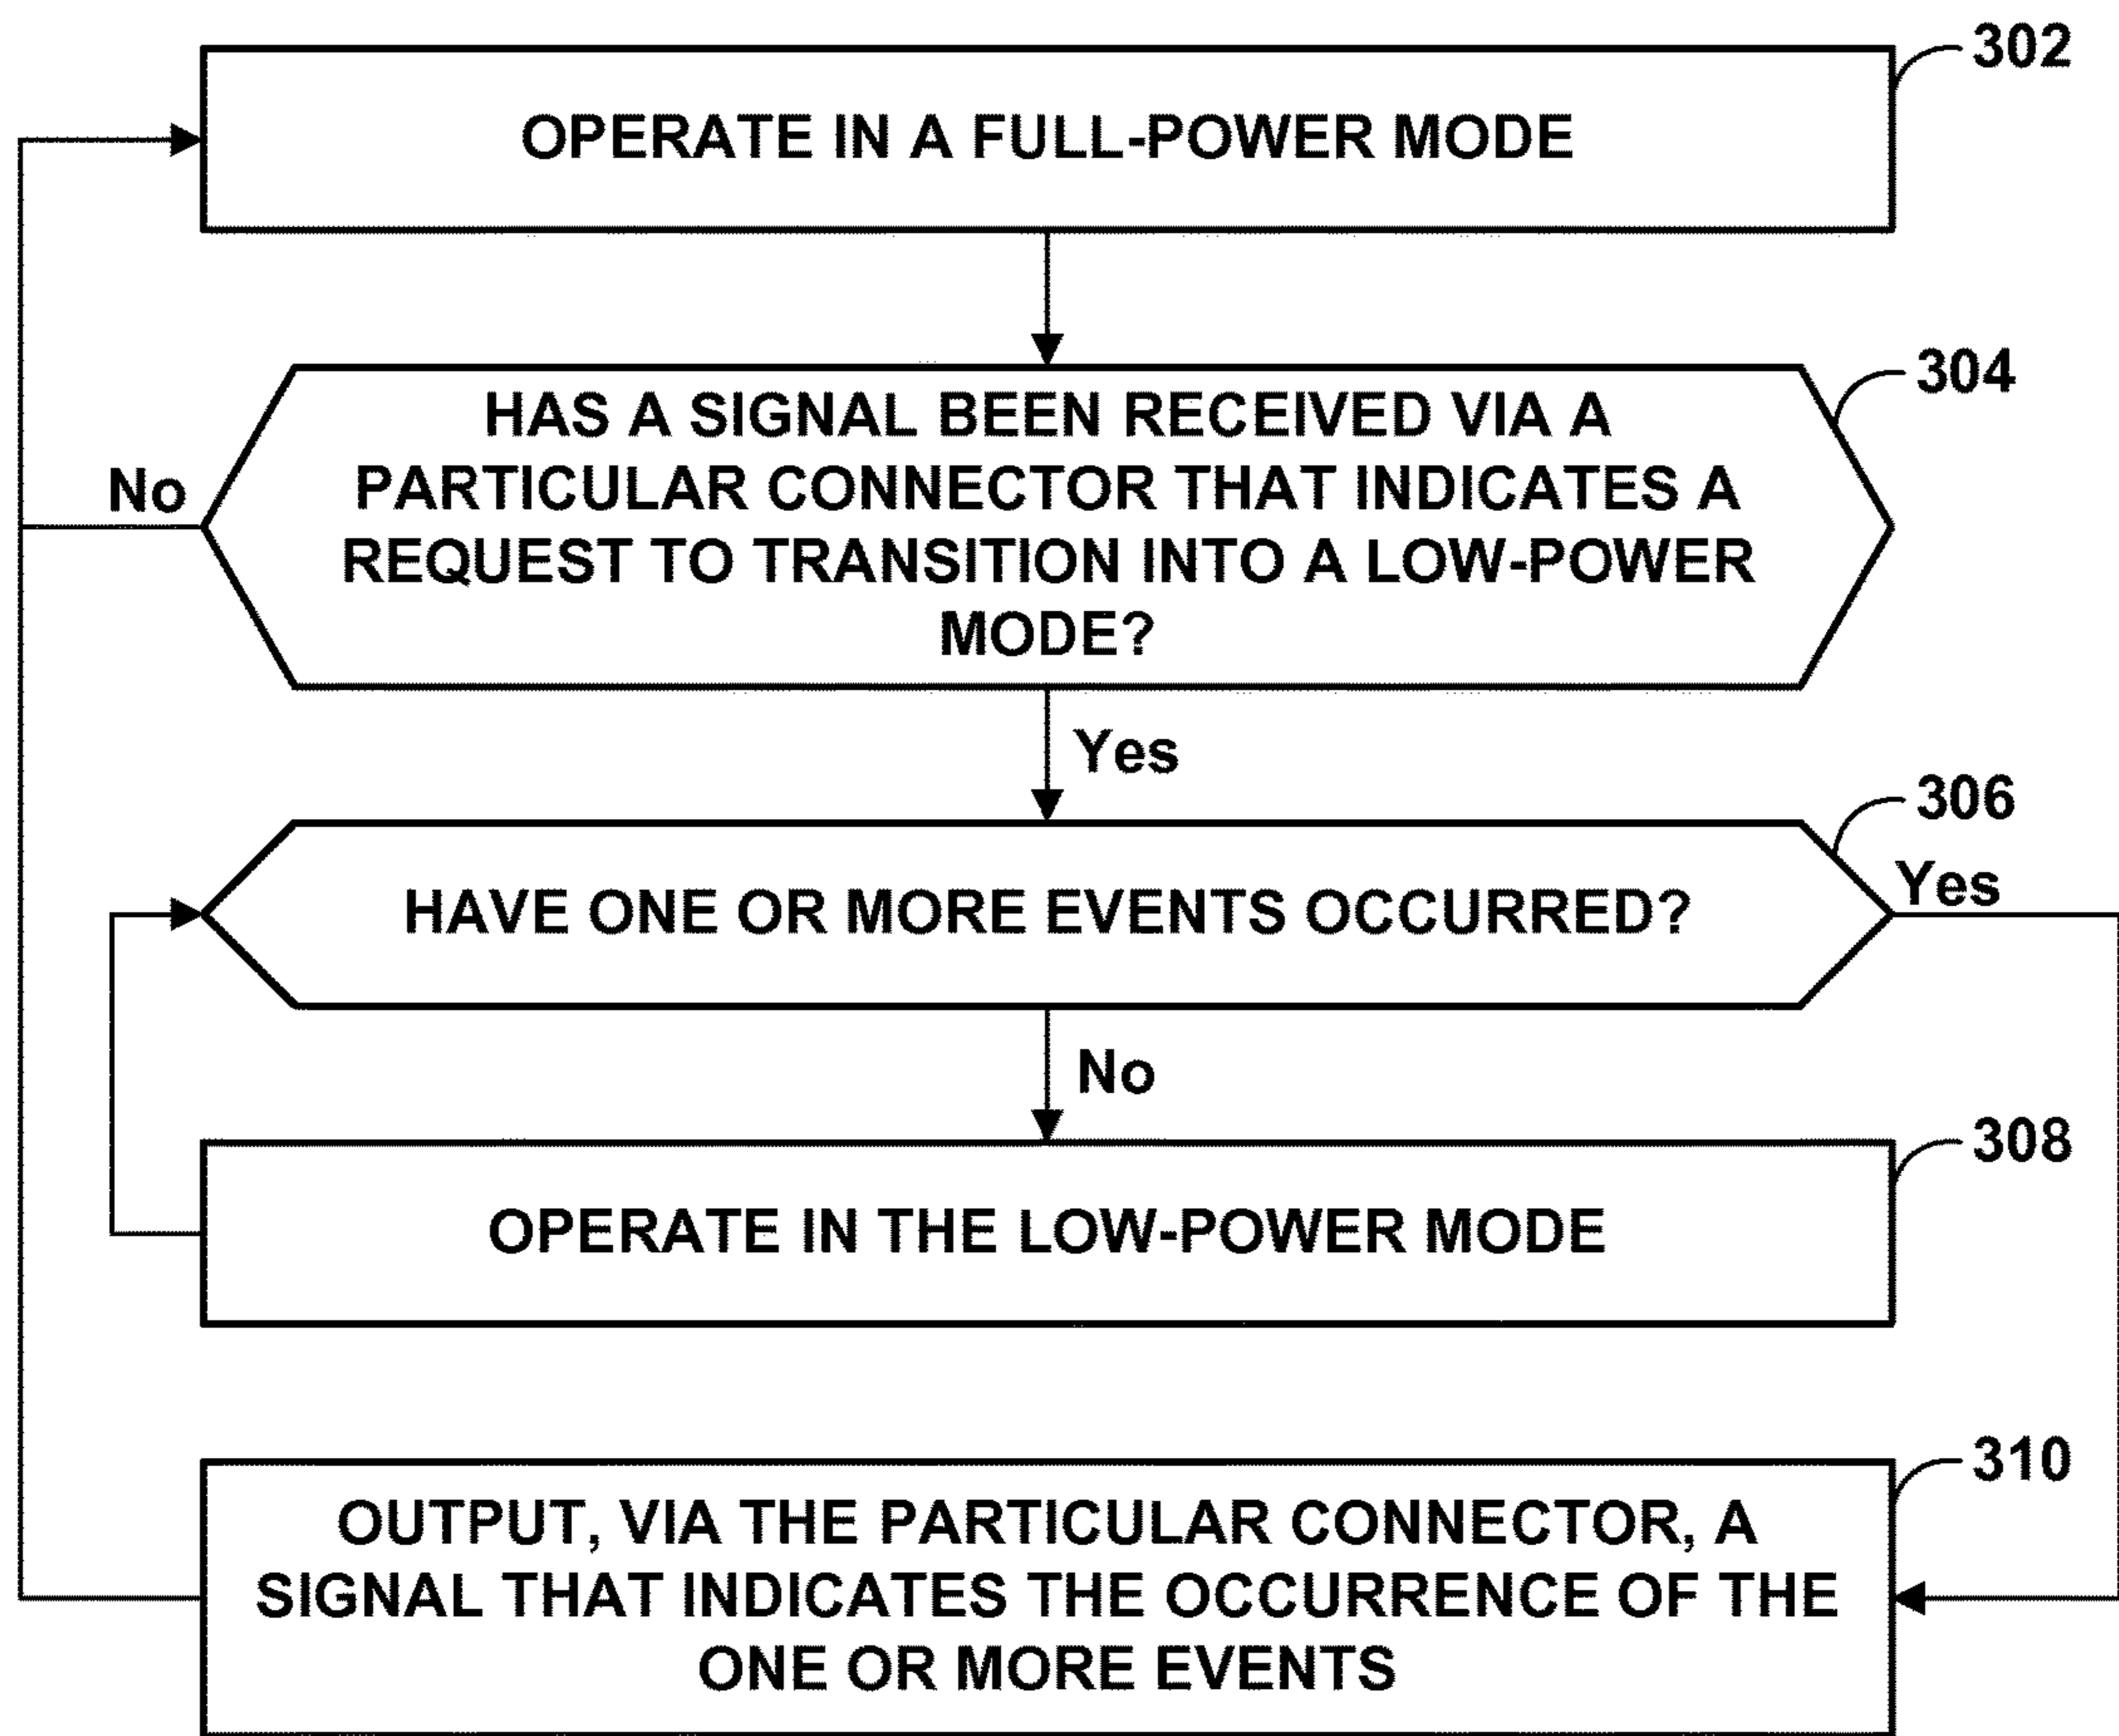 302
OPERATE IN A FULL-POWER MODE
304
HAS A SIGNAL BEEN RECEIVED VIA A
PARTICULAR CONNECTOR THAT INDICATES A
REQUEST TO TRANSITION INTO A LOW-POWER
MODE?
No
Yes
306
HAVE ONE OR MORE EVENTS OCCURRED?
Yes
No
308
OPERATE IN THE LOW-POWER MODE
310
OUTPUT, VIA THE PARTICULAR CONNECTOR, A
SIGNAL THAT INDICATES THE OCCURRENCE OF THE
ONE OR MORE EVENTS